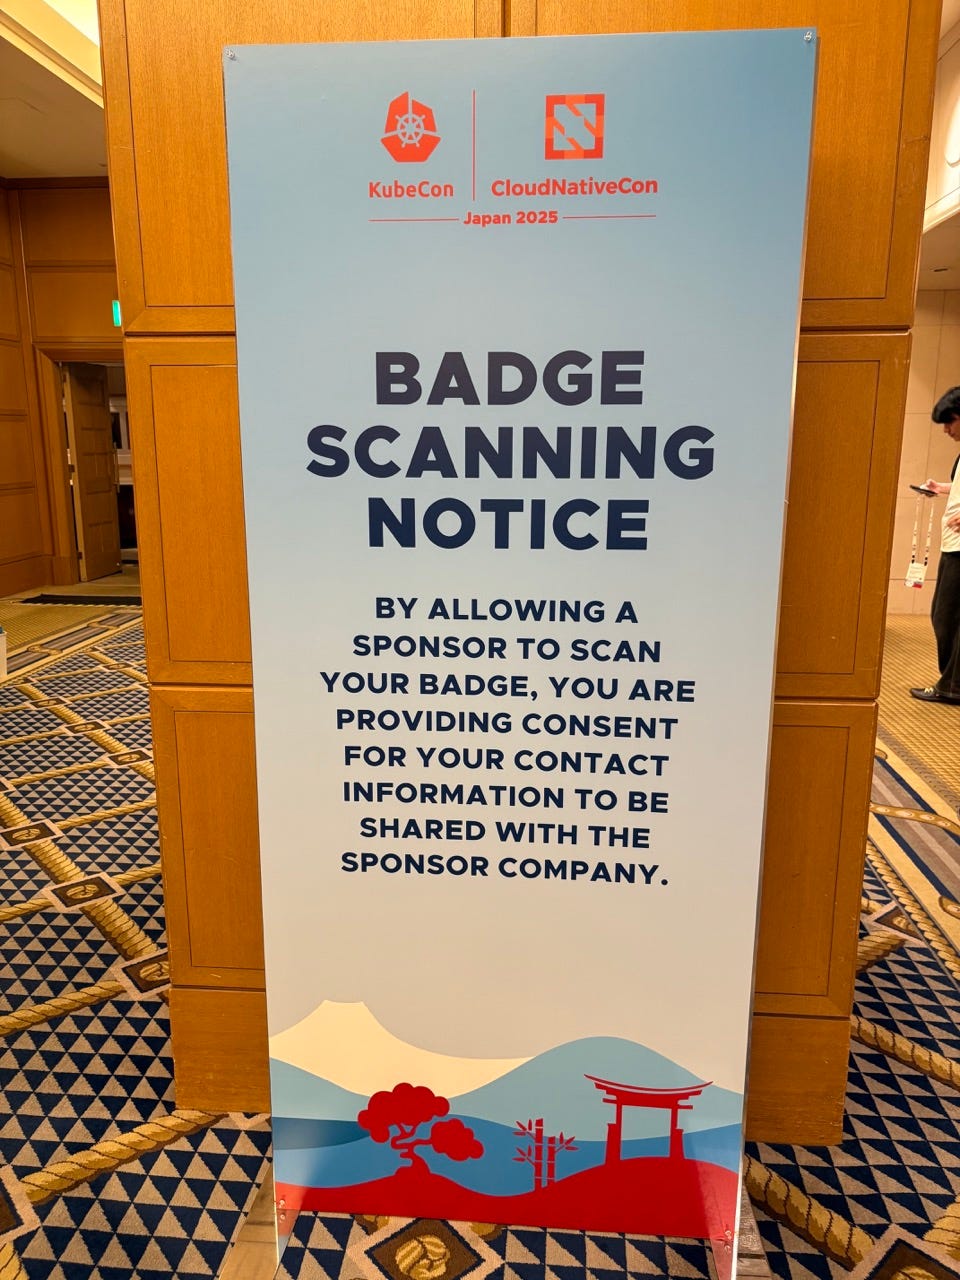 KubeCon
CloudNativeCon
Japan 2025
BADGE
SCANNING
NOTICE
BY ALLOWING A
SPONSOR TO SCAN
YOUR BADGE, YOU ARE
PROVIDING CONSENT
FOR YOUR CONTACT
INFORMATION TO BE
SHARED WITH THE
SPONSOR COMPANY.